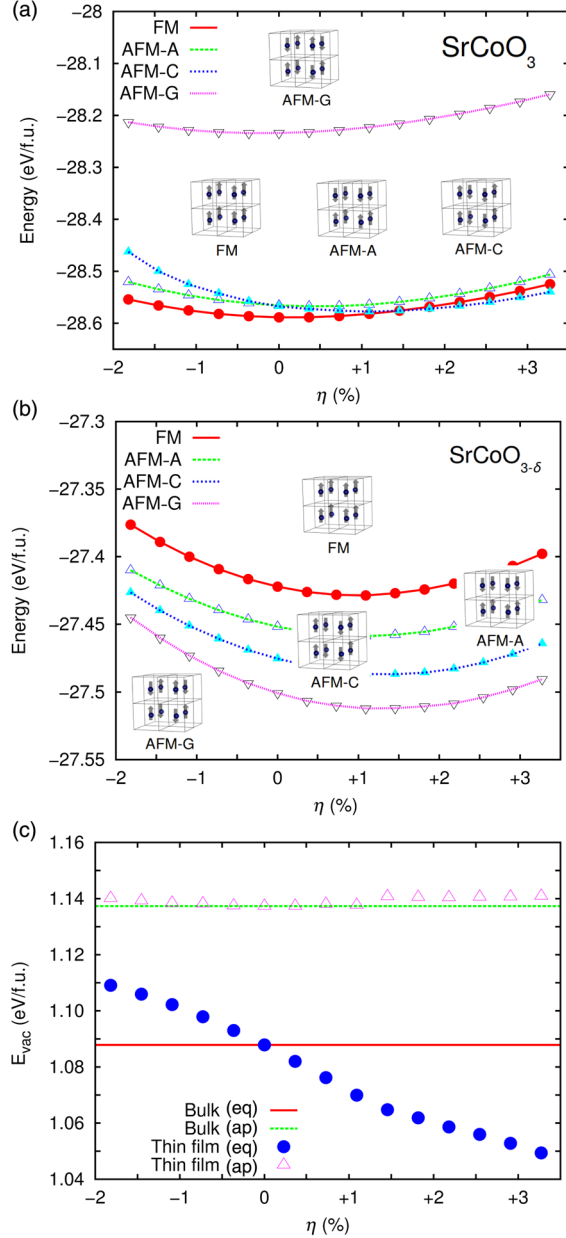 (a)
SrCoO3
FM
AFM-A
AFM-C
AFM-G
AFM-G
FM
AFM-A
AFM-C
Energy (eV/f.u.)
−28
−28.1
−28.2
−28.3
−28.4
−28.5
−28.6
−2
−1
0
+1
+2
+3
η (%)
(b)
SrCoO3-δ
FM
AFM-A
AFM-C
AFM-G
FM
AFM-A
AFM-C
AFM-G
Energy (eV/f.u.)
−27.3
−27.35
−27.4
−27.45
−27.5
−27.55
−2
−1
0
+1
+2
+3
η (%)
(c)
Evac (eV/f.u.)
1.16
1.14
1.12
1.10
1.08
1.06
1.04
Bulk (eq)
Bulk (ap)
Thin film (eq)
Thin film (ap)
−2
−1
0
+1
+2
+3
η (%)